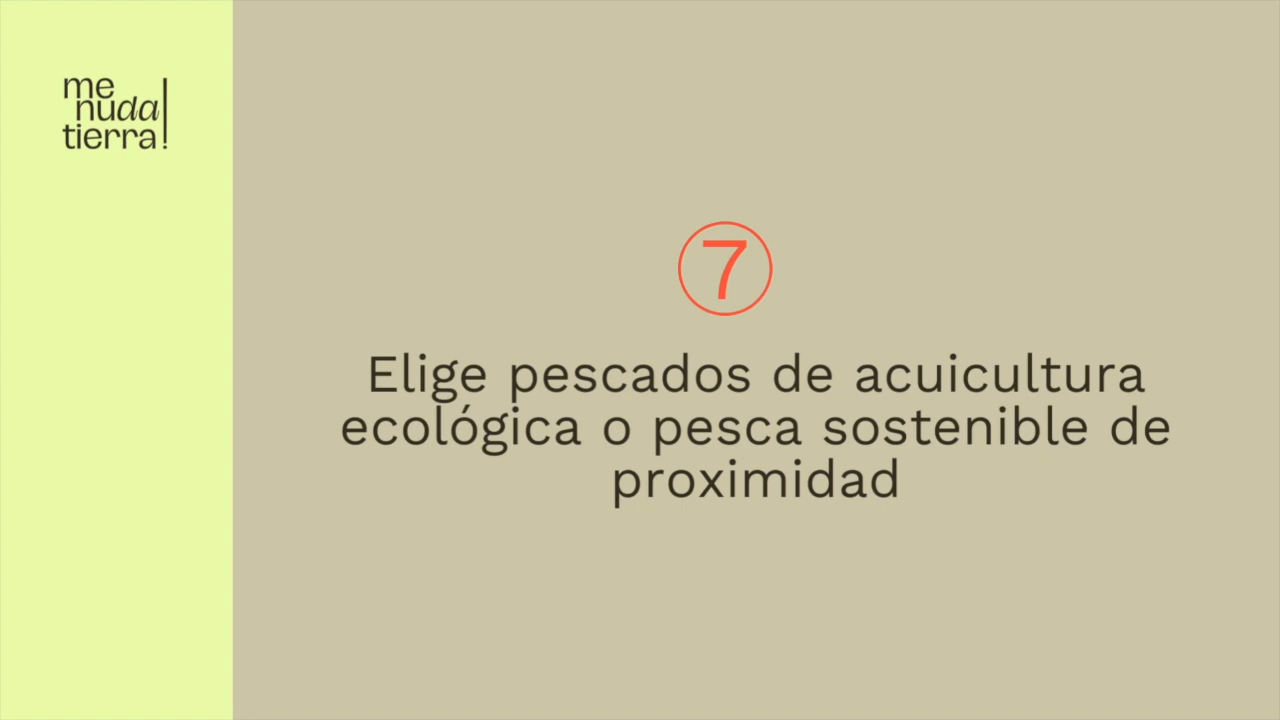 me
nuda
tierra!
7
Elige pescados de acuicultura
ecológica o pesca sostenible de
proximidad